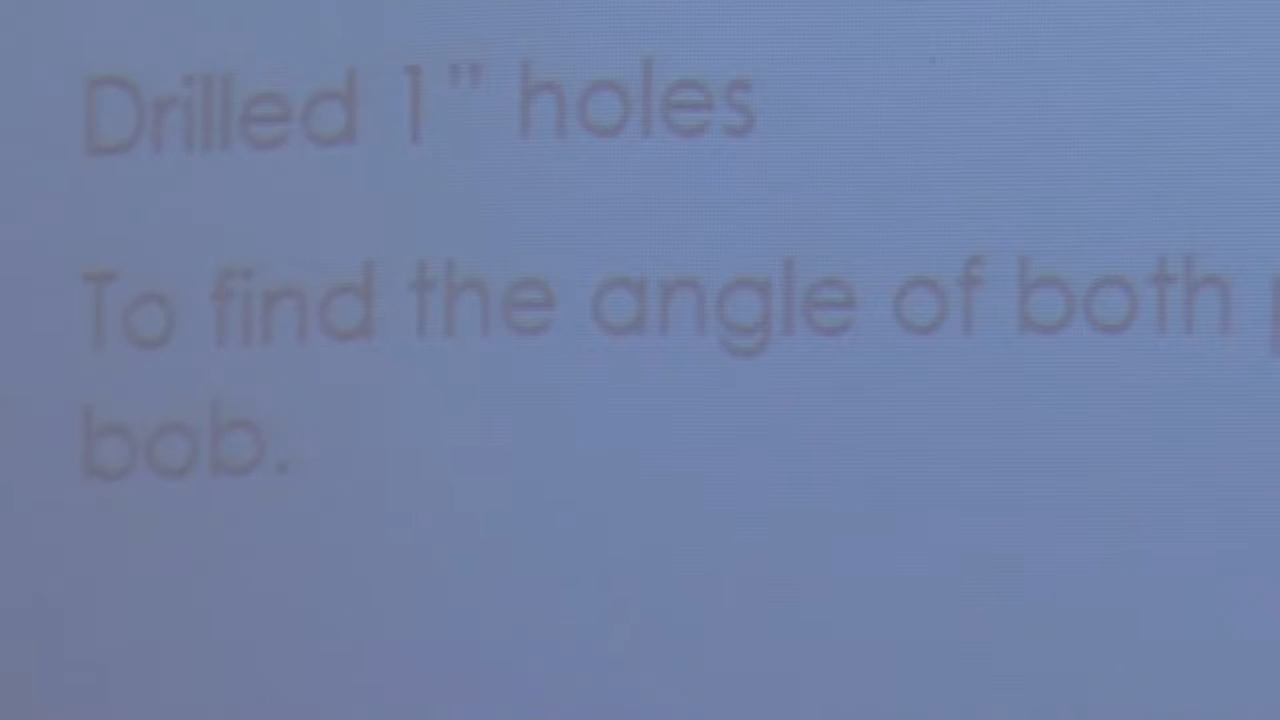 Drilled 1" holes
To find the angle of both
bob.